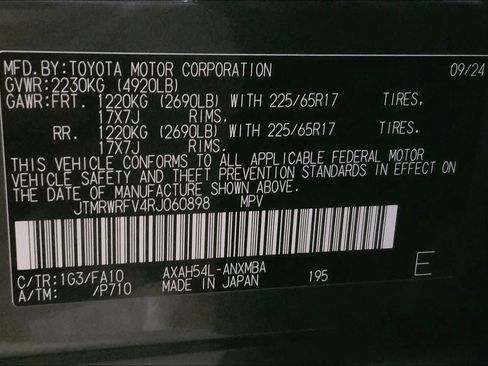 MFD.BY:TOYOTA MOTOR CORPORATION 09/24
GVWR:2230KG (4920LB)
GAWR:FRT. 1220KG (2690LB) WITH 225/65R17 TIRES.
17X7J RIMS.
RR. 1220KG (2690LB) WITH 225/65R17 TIRES.
17X7J RIMS.
THIS VEHICLE CONFORMS TO ALL APPLICABLE FEDERAL MOTOR
VEHICLE SAFETY AND THEFT PREVENTION STANDARDS IN EFFECT ON
THE DATE OF MANUFACTURE SHOWN ABOVE.
JTMRWRFV4RJ060898 MPV
C/TR:1G3/FA10 AXAH54L-ANXMBA 195 E
A/TM: /P710 MADE IN JAPAN